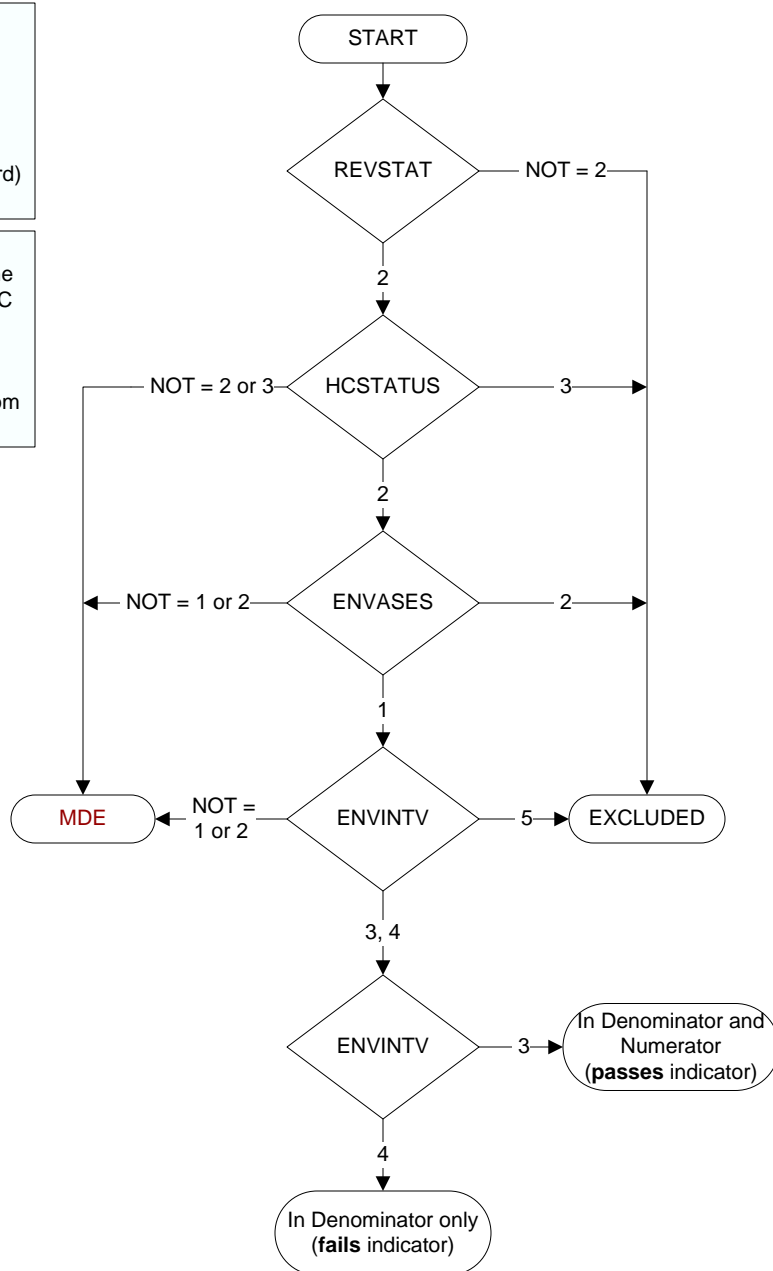 START
rd)
REVSTAT
NOT = 2
2
ne
C
om
NOT = 2 or 3
HCSTATUS
3
2
NOT = 1 or 2
ENVASES
2
1
MDE
NOT =
1 or 2
ENVINTV
5
EXCLUDED
3, 4
ENVINTV
3
In Denominator and
Numerator
(passes indicator)
4
In Denominator only
(fails indicator)